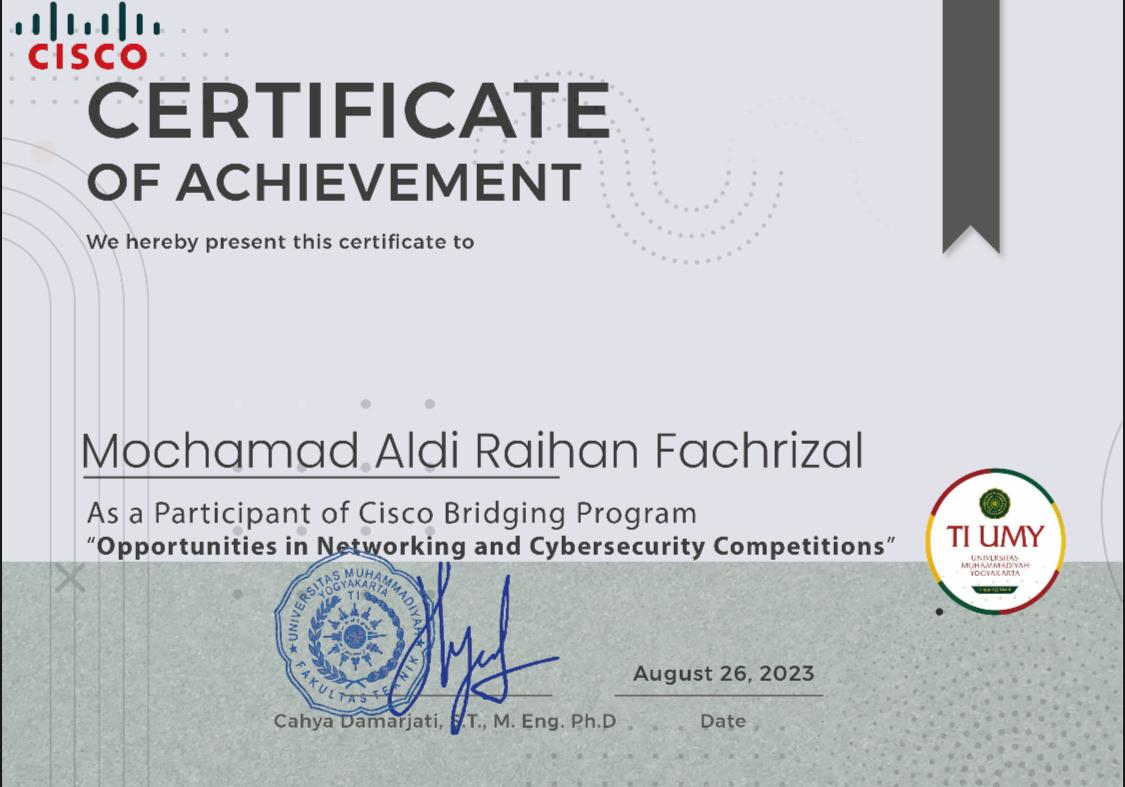 CISCO
CERTIFICATE
OF ACHIEVEMENT
We hereby present this certificate to
Mochamad Aldi Raihan Fachrizal
As a Participant of Cisco Bridging Program
“Opportunities in Networking and Cybersecurity Competitions”
TI UMY
UNIVERSITAS
MUHAMMADIYAH
YOGYAKARTA
UNIVERSITAS MUHAMMADIYAH
YOGYAKARTA
TI
FAKULTAS TEKNIK
August 26, 2023
Cahya Damarjati, S.T., M. Eng. Ph.D
Date